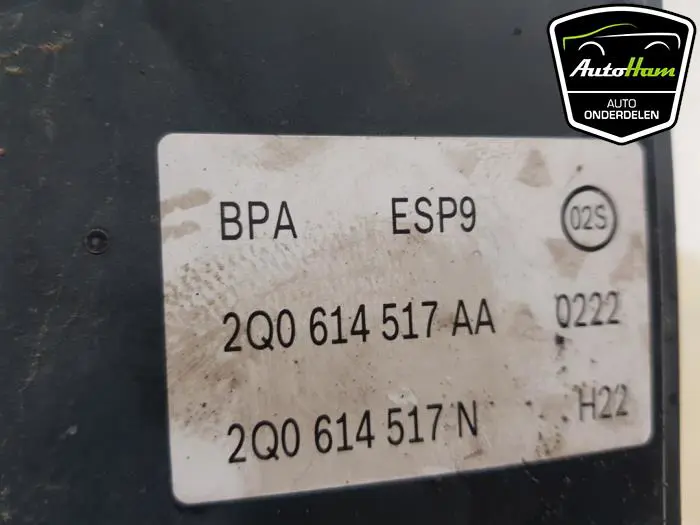 AutoHam
AUTO
ONDERDELEN
BPA ESP9 02S
2Q0 614 517 AA 0222
2Q0 614 517 N H22